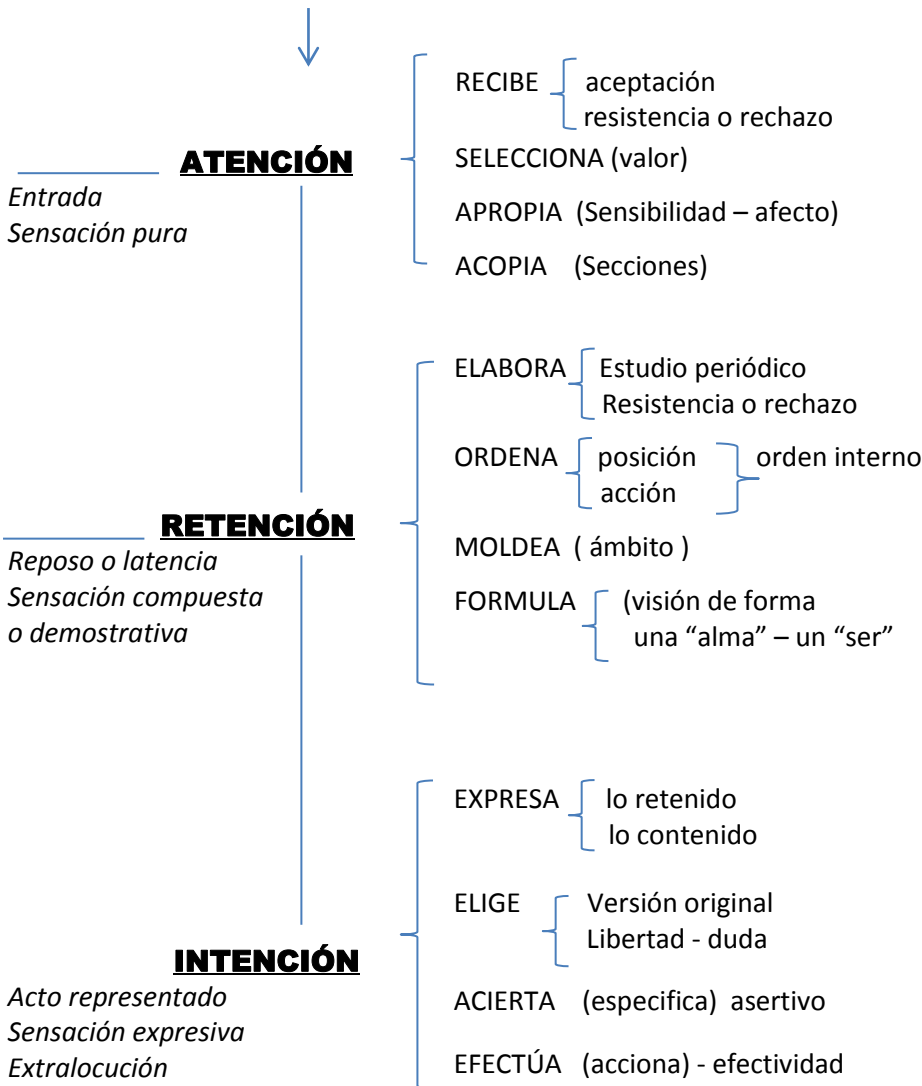 RECIBE aceptación
resistencia o rechazo
ATENCIÓN
SELECCIONA (valor)
Entrada
Sensación pura
APROPIA (Sensibilidad – afecto)
ACOPIA (Secciones)
ELABORA Estudio periódico
Resistencia o rechazo
ORDENA posición orden interno
acción
RETENCIÓN
Reposo o latencia
Sensación compuesta
o demostrativa
MOLDEA ( ámbito )
FORMULA (visión de forma
una “alma” – un “ser”
EXPRESA lo retenido
lo contenido
ELIGE Versión original
Libertad - duda
INTENCIÓN
Acto representado
Sensación expresiva
Extralocución
ACIERTA (especifica) asertivo
EFECTÚA (acciona) - efectividad